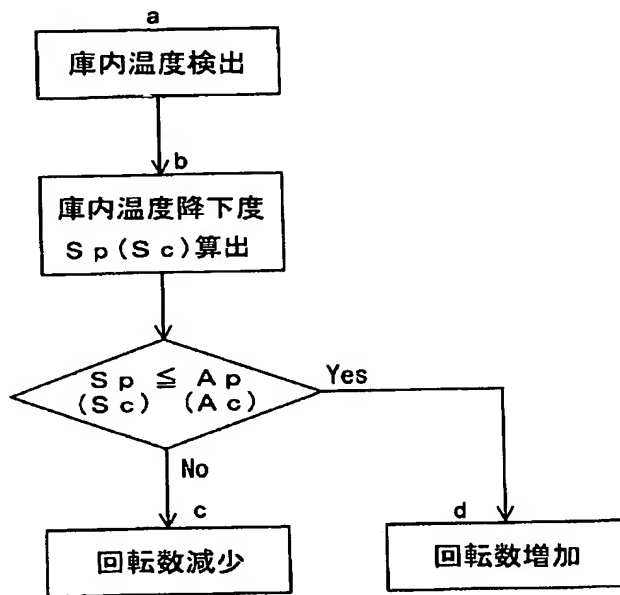 a
庫内温度検出
b
庫内温度降下度
Sp(Sc)算出
Sp ≦ Ap
(Sc) (Ac)
Yes
No
c
回転数減少
d
回転数増加